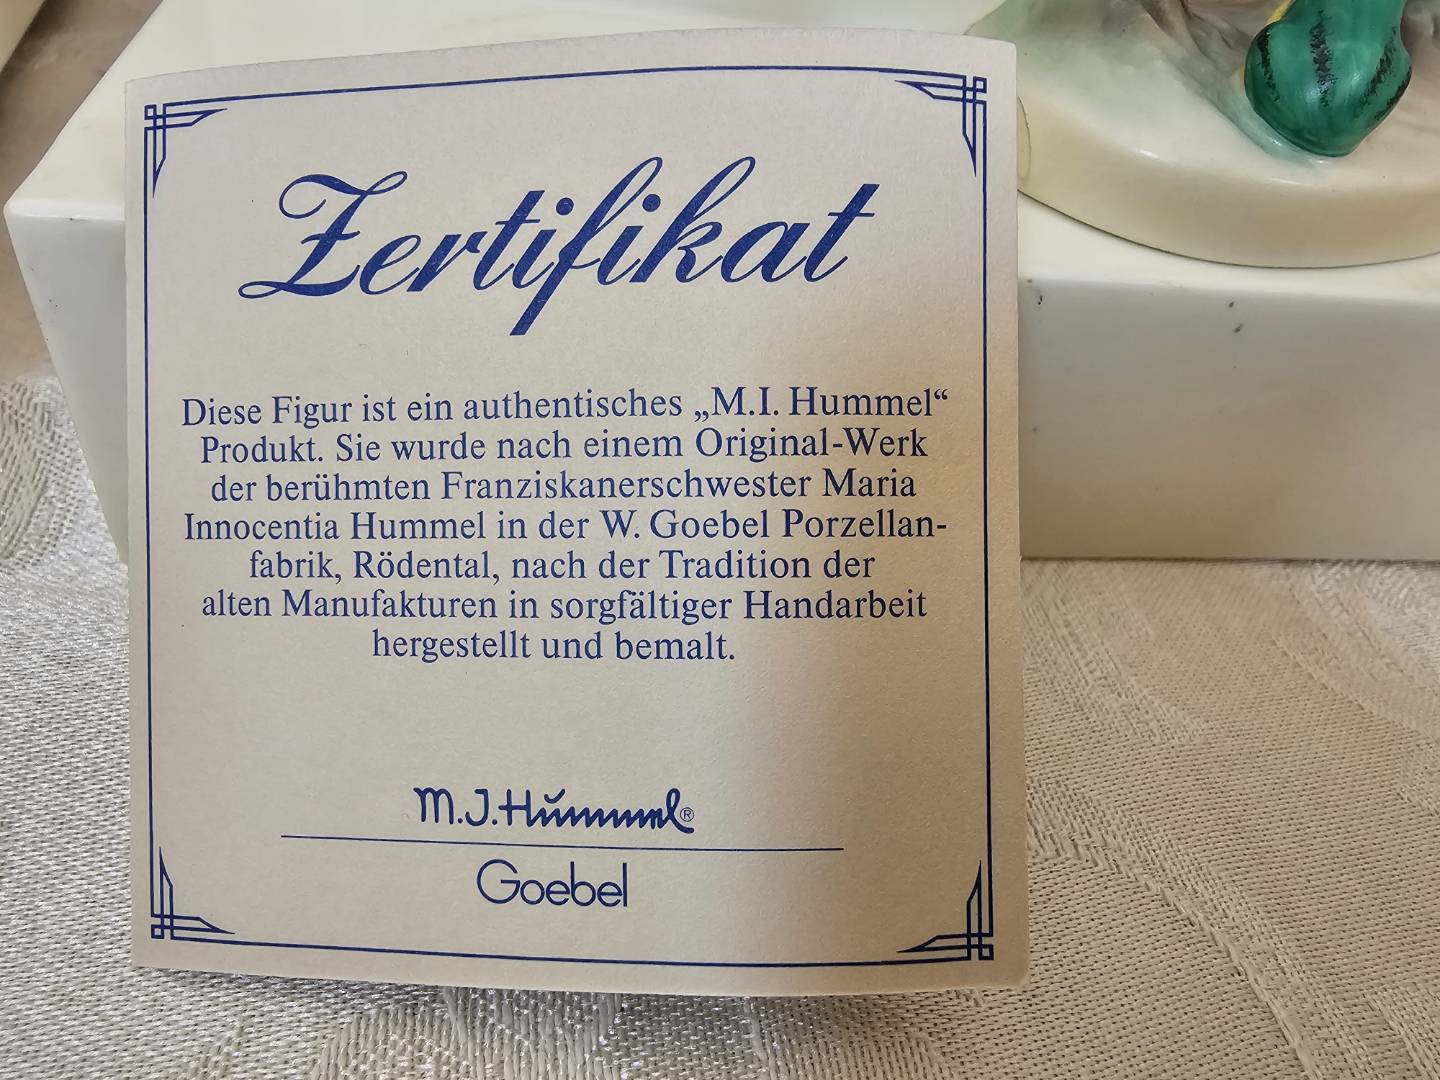 Zertifikat
Diese Figur ist ein authentisches „M.I. Hummel“
Produkt. Sie wurde nach einem Original-Werk
der berühmten Franziskanerschwester Maria
Innocentia Hummel in der W. Goebel Porzellan-
fabrik, Rödental, nach der Tradition der
alten Manufakturen in sorgfältiger Handarbeit
hergestellt und bemalt.
M.J. Hummel®
Goebel